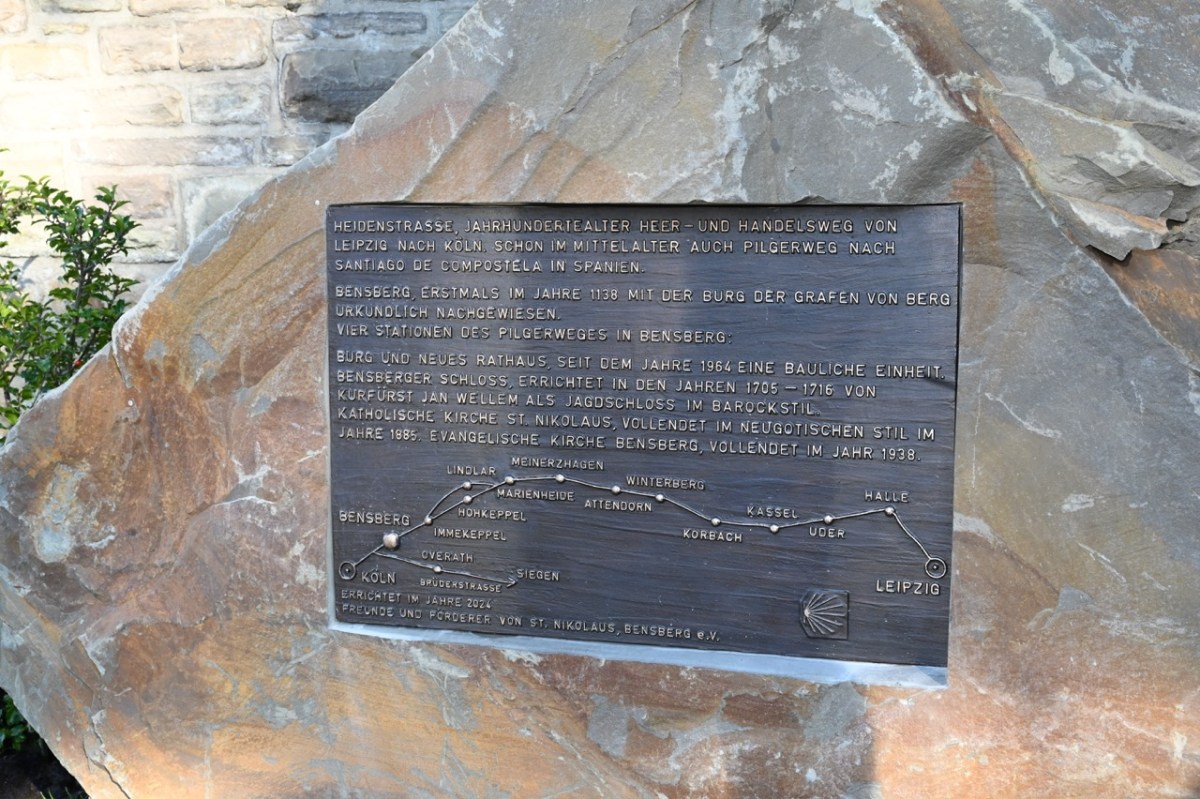 HEIDENSTRASSE, JAHRHUNDERTEALTER HEER- UND HANDELSWEG VON
LEIPZIG NACH KÖLN. SCHON IM MITTELALTER AUCH PILGERWEG NACH
SANTIAGO DE COMPOSTELA IN SPANIEN.
BENSBERG, ERSTMALS IM JAHRE 1138 MIT DER BURG DER GRAFEN VON BERG
URKUNDLICH NACHGEWIESEN.
VIER STATIONEN DES PILGERWEGES IN BENSBERG:
BURG UND NEUES RATHAUS, SEIT DEM JAHRE 1964 EINE BAULICHE EINHEIT.
BENSBERGER SCHLOSS, ERRICHTET IN DEN JAHREN 1705 – 1716 VON
KURFÜRST JAN WELLEM ALS JAGDSCHLOSS IM BAROCKSTIL.
KATHOLISCHE KIRCHE ST. NIKOLAUS, VOLLENDET IM NEUGOTISCHEN STIL IM
JAHRE 1885. EVANGELISCHE KIRCHE BENSBERG, VOLLENDET IM JAHR 1938.
LINDLAR
MEINERZHAGEN
MARIENHEIDE
WINTERBERG
ATTENDORN
HOHKEPPEL
BENSBERG
IMMEKEPPEL
KORBACH
KASSEL
UDER
HALLE
OVERATH
KÖLN
BRÜDERSTRASSE
SIEGEN
LEIPZIG
ERRICHTET IM JAHRE 2024
FREUNDE UND FÖRDERER VON ST. NIKOLAUS, BENSBERG e.V.